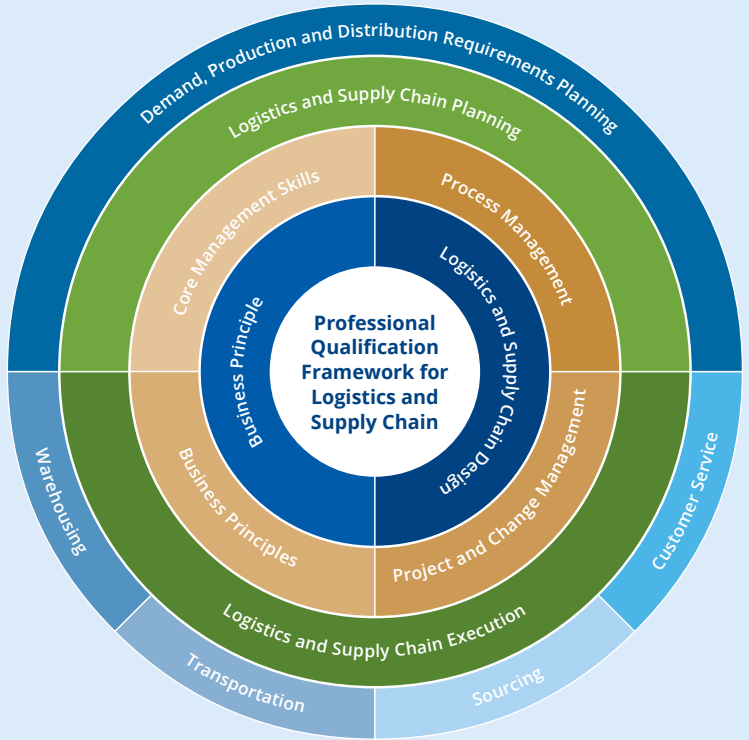 Demand, Production and Distribution Requirements Planning
Logistics and Supply Chain Planning
Core Management Skills
Process Management
Business Principle
Logistics and Supply Chain Design
Professional
Qualification
Framework for
Logistics and
Supply Chain
Business Principles
Project and Change Management
Logistics and Supply Chain Execution
Warehousing
Transportation
Sourcing
Customer Service